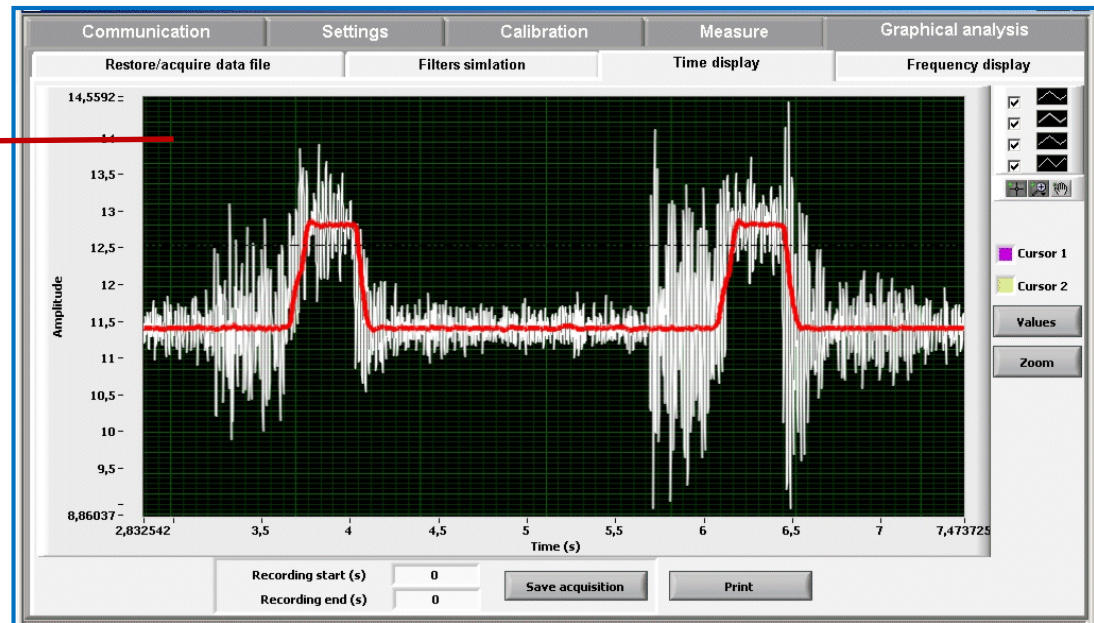 Communication Settings Calibration Measure Graphical analysis
Restore/acquire data file Filters simlation Time display Frequency display
14,5592
14
13,5
13
12,5
12
11,5
11
10,5
10
9,5
8,86037
Amplitude
2,832542 3,5 4 4,5 5 5,5 6 6,5 7 7,473725
Time (s)
Cursor 1
Cursor 2
Values
Zoom
Recording start (s) 0
Recording end (s) 0
Save acquisition
Print